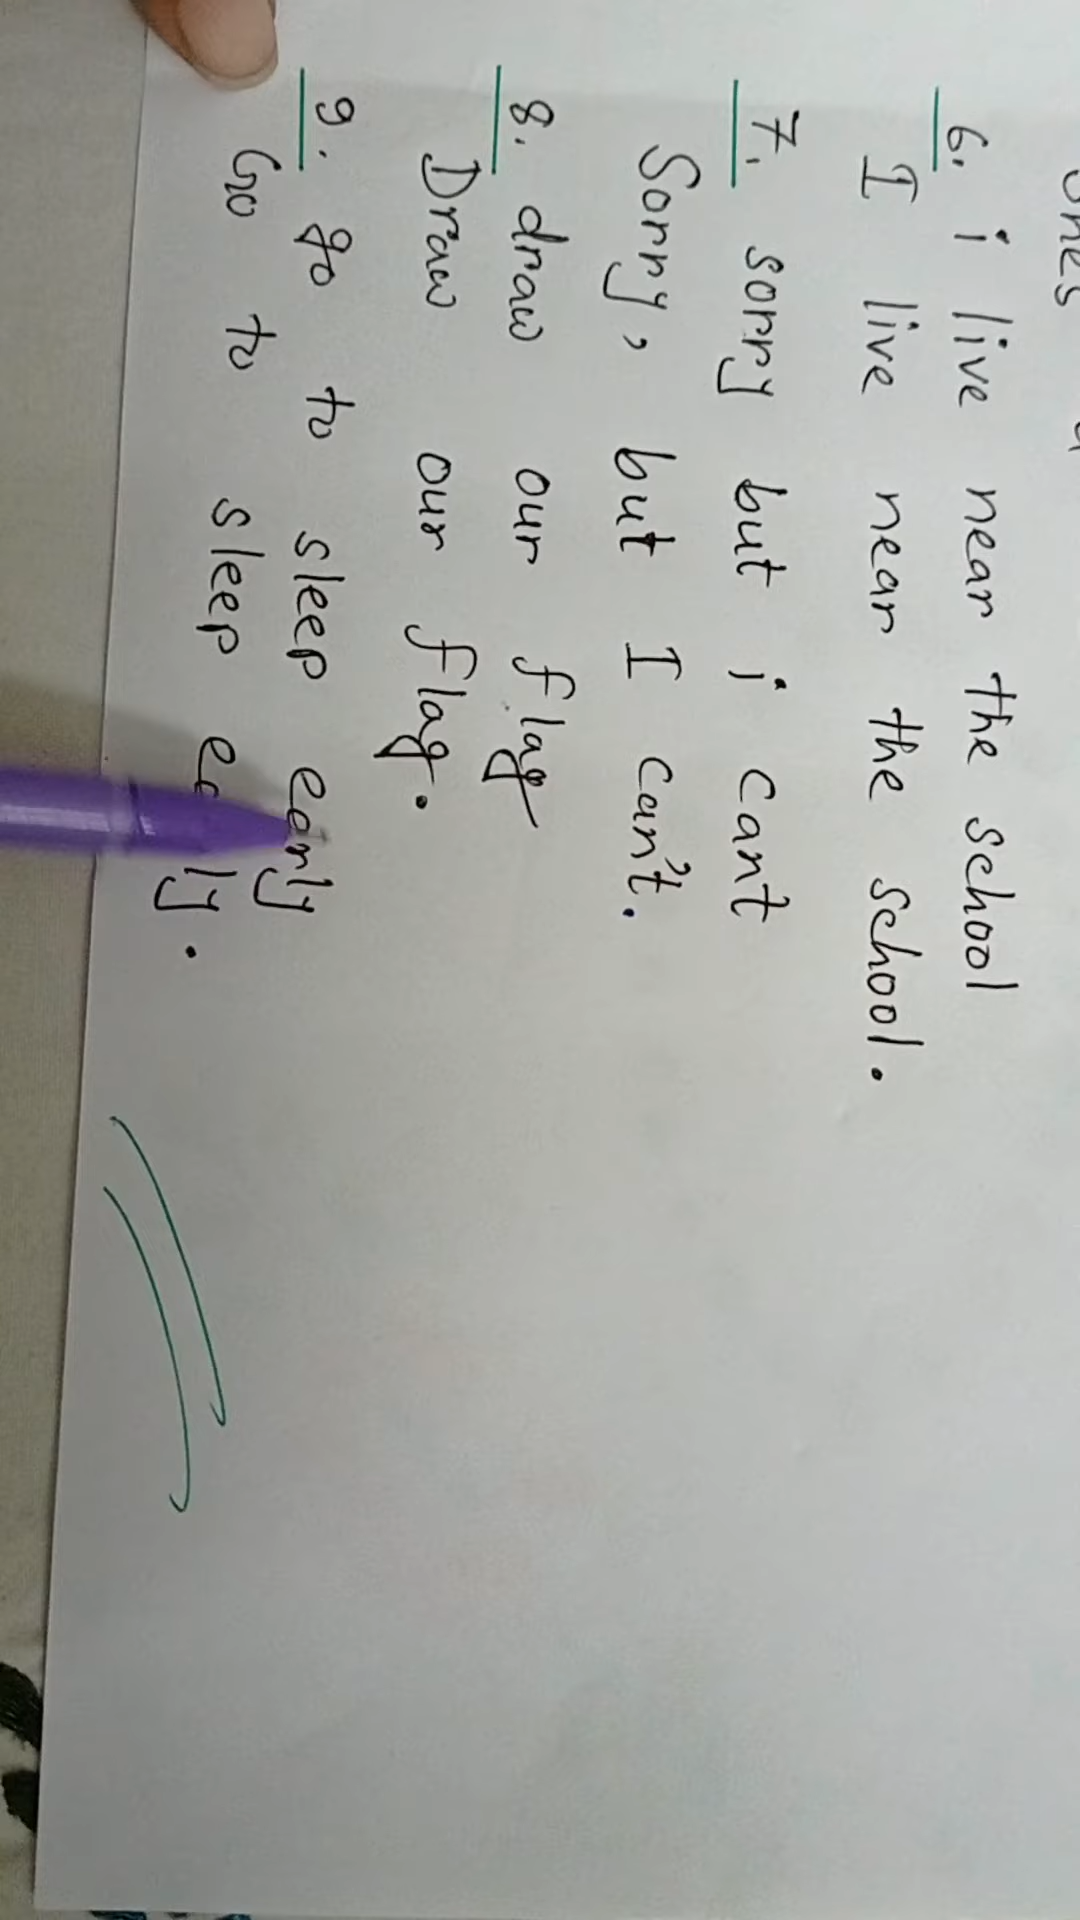 6. i live near the school
I live near the school.
7. sorry but i cant
Sorry, but I can't.
8. draw our flag
Draw our flag.
9. go to sleep early
Go to sleep